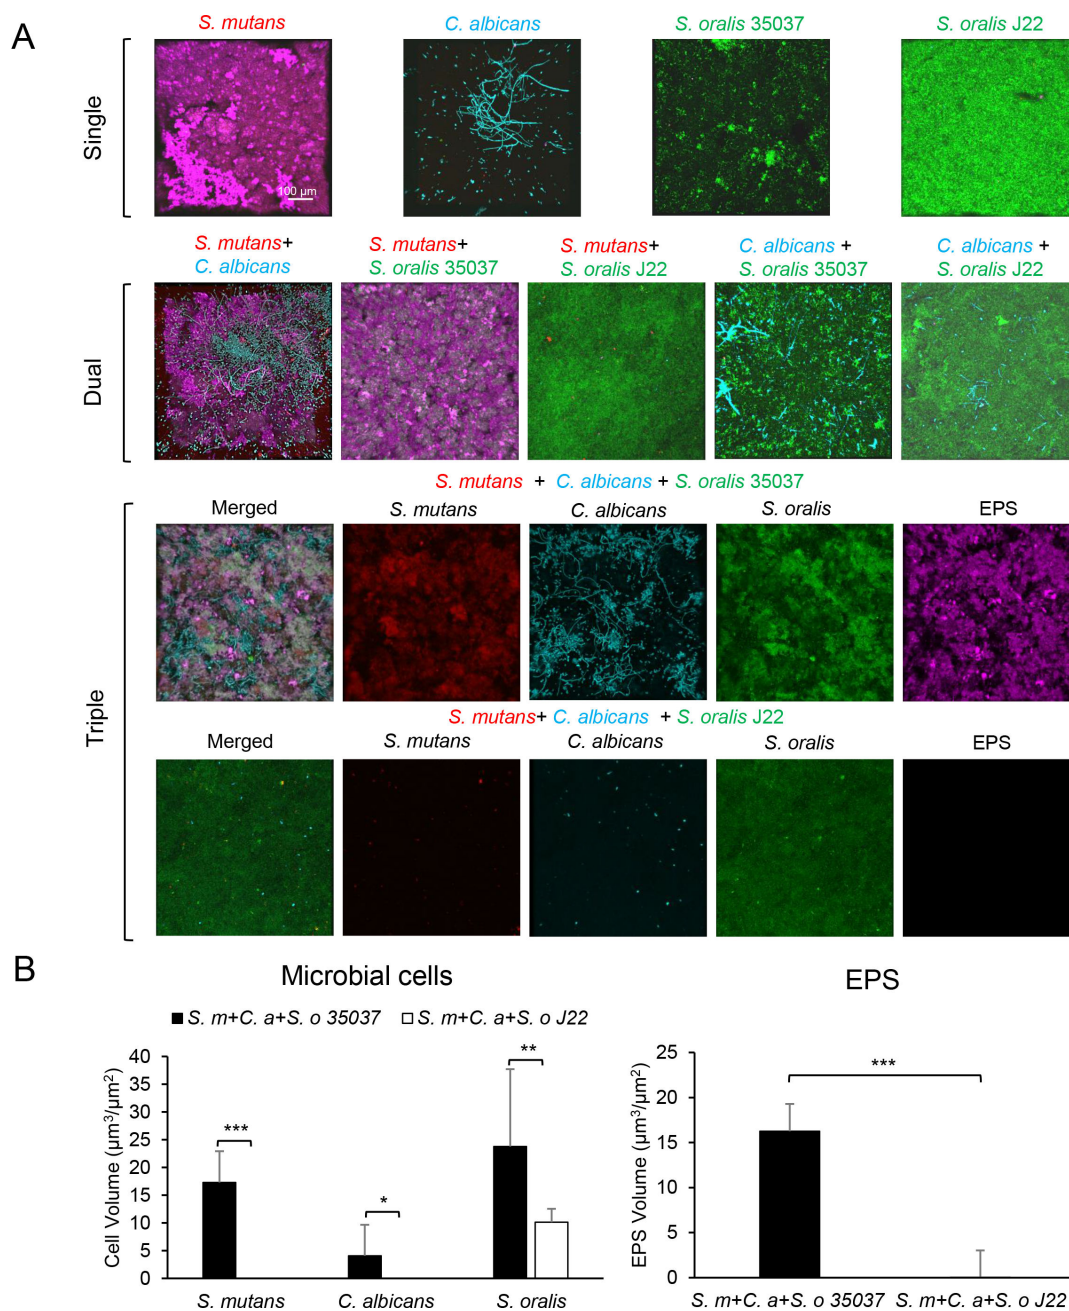 A
S. mutans
C. albicans
S. oralis 35037
S. oralis J22
Single
100 µm
S. mutans+
C. albicans
S. mutans+
S. oralis 35037
S. mutans+
S. oralis J22
C. albicans +
S. oralis 35037
C. albicans +
S. oralis J22
Dual
S. mutans + C. albicans + S. oralis 35037
Merged
S. mutans
C. albicans
S. oralis
EPS
Triple
S. mutans+ C. albicans + S. oralis J22
Merged
S. mutans
C. albicans
S. oralis
EPS
B
Microbial cells
S. m+C. a+S. o 35037
S. m+C. a+S. o J22
Cell Volume (µm³/µm²)
40
35
30
25
20
15
10
5
0
***
*
**
S. mutans
C. albicans
S. oralis
EPS
EPS Volume (µm³/µm²)
25
20
15
10
5
0
***
S. m+C. a+S. o 35037
S. m+C. a+S. o J22